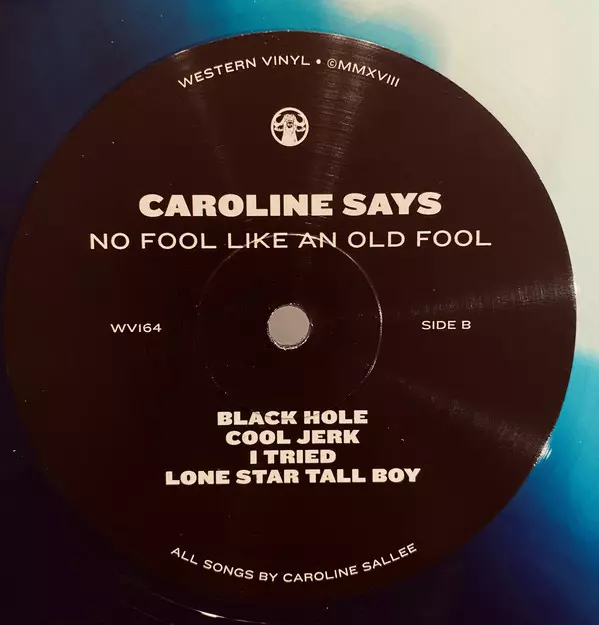 WESTERN VINYL • ©MMXVIII
CAROLINE SAYS
NO FOOL LIKE AN OLD FOOL
WV164
SIDE B
BLACK HOLE
COOL JERK
I TRIED
LONE STAR TALL BOY
ALL SONGS BY CAROLINE SALLEE